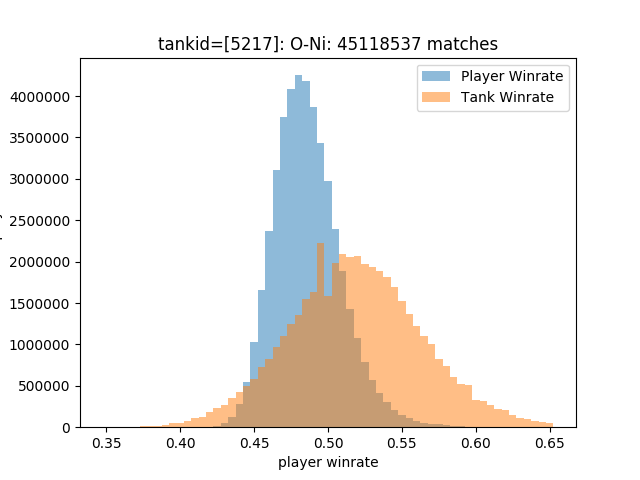 tankid=[5217]: O-Ni: 45118537 matches
Player Winrate
Tank Winrate
4000000
3500000
3000000
2500000
2000000
1500000
1000000
500000
0
0.35 0.40 0.45 0.50 0.55 0.60 0.65
player winrate